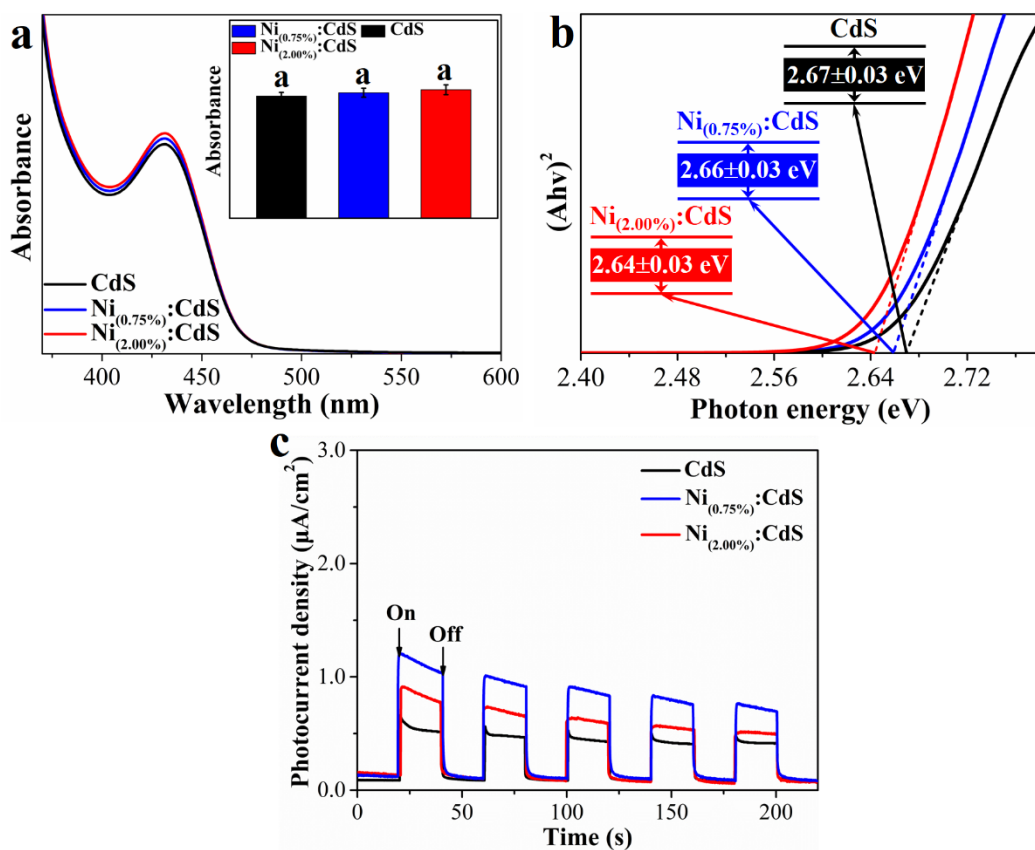 a
Ni(0.75%):CdS
CdS
Ni(2.00%):CdS
a
a
a
Absorbance
Absorbance
CdS
Ni(0.75%):CdS
Ni(2.00%):CdS
400
450
500
550
600
Wavelength (nm)
b
CdS
2.67±0.03 eV
Ni(0.75%):CdS
2.66±0.03 eV
Ni(2.00%):CdS
2.64±0.03 eV
(Ahν)²
2.40
2.48
2.56
2.64
2.72
Photon energy (eV)
c
CdS
Ni(0.75%):CdS
Ni(2.00%):CdS
On
Off
3.0
2.0
1.0
0.0
Photocurrent density (µA/cm²)
0
50
100
150
200
Time (s)